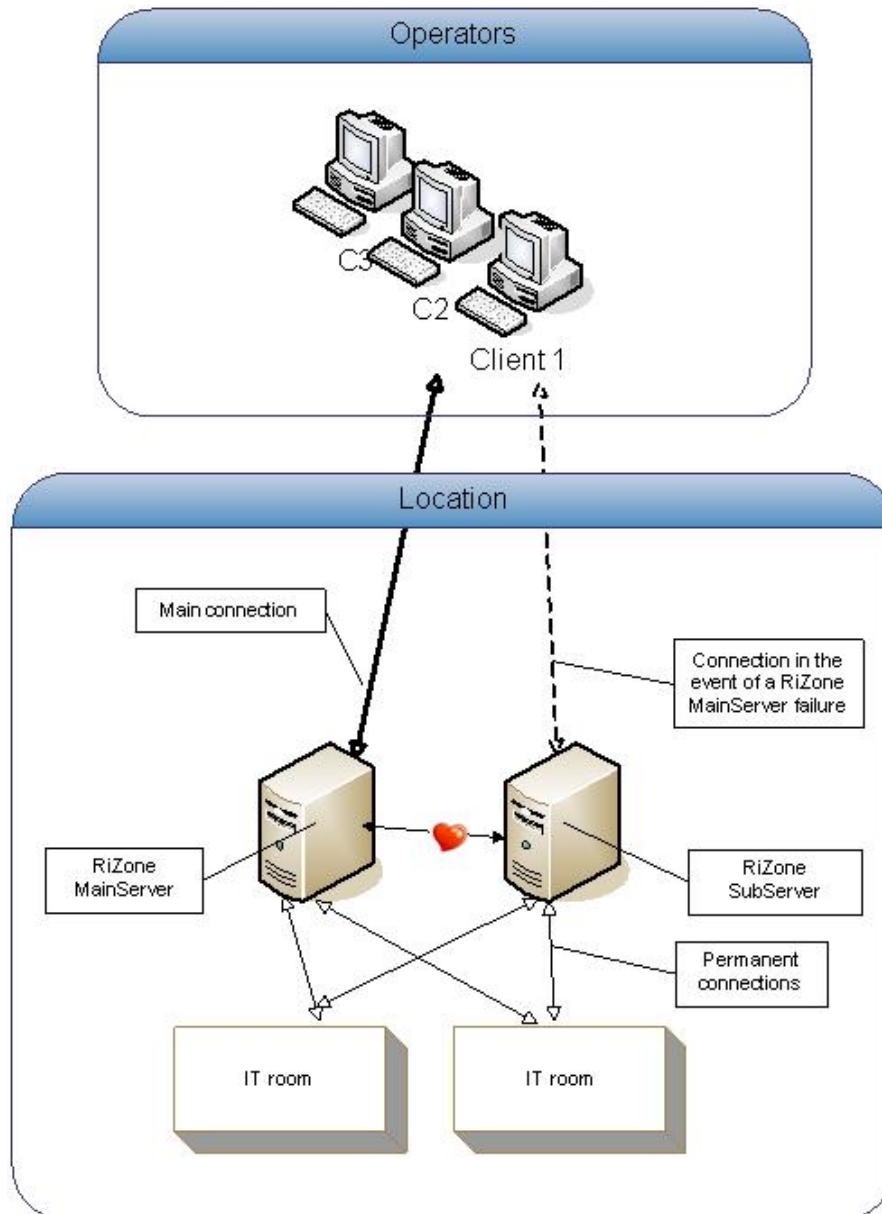 Operators
C3
C2
Client 1
Location
Main connection
Connection in the
event of a RiZone
MainServer failure
RiZone
MainServer
RiZone
SubServer
Permanent
connections
IT room
IT room